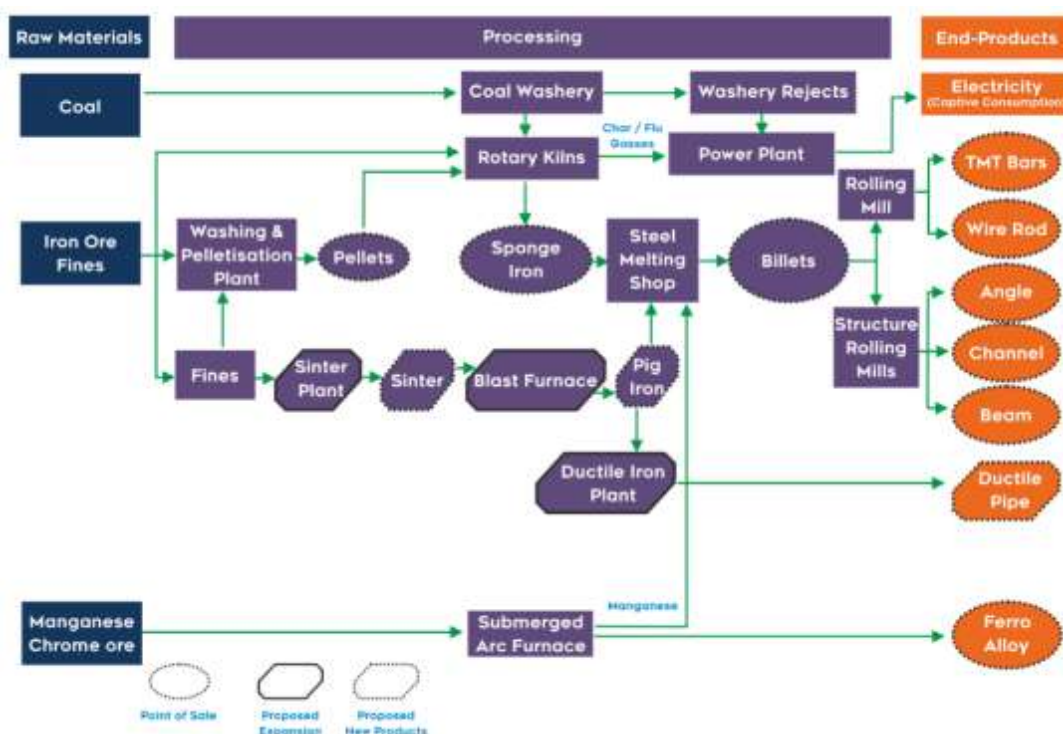 Raw Materials
Processing
End-Products
Coal
Coal Washery
Washery Rejects
Electricity
(Captive Consumption)
Char / Flu
Gasses
Rotary Kilns
Power Plant
TMT Bars
Rolling
Mill
Iron Ore
Fines
Washing &
Pelletisation
Plant
Pellets
Sponge
Iron
Steel
Melting
Shop
Billets
Wire Rod
Angle
Structure
Rolling
Mills
Channel
Fines
Sinter
Plant
Sinter
Blast Furnace
Pig
Iron
Beam
Ductile Iron
Plant
Ductile
Pipe
Manganese
Chrome ore
Submerged
Arc Furnace
Manganese
Ferro
Alloy
Point of Sale
Proposed
Expansion
Proposed
New Products